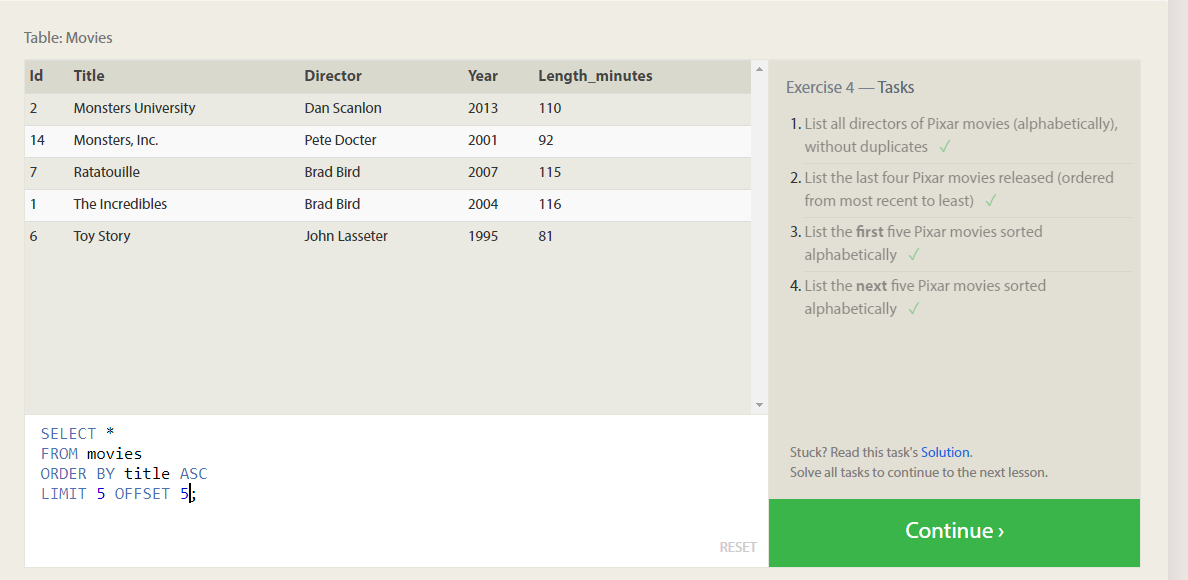 Table: Movies
Id Title Director Year Length_minutes
2 Monsters University Dan Scanlon 2013 110
14 Monsters, Inc. Pete Docter 2001 92
7 Ratatouille Brad Bird 2007 115
1 The Incredibles Brad Bird 2004 116
6 Toy Story John Lasseter 1995 81
SELECT *
FROM movies
ORDER BY title ASC
LIMIT 5 OFFSET 5;
RESET
Exercise 4 — Tasks
1. List all directors of Pixar movies (alphabetically),
without duplicates ✓
2. List the last four Pixar movies released (ordered
from most recent to least) ✓
3. List the first five Pixar movies sorted
alphabetically ✓
4. List the next five Pixar movies sorted
alphabetically ✓
Stuck? Read this task's Solution.
Solve all tasks to continue to the next lesson.
Continue ›